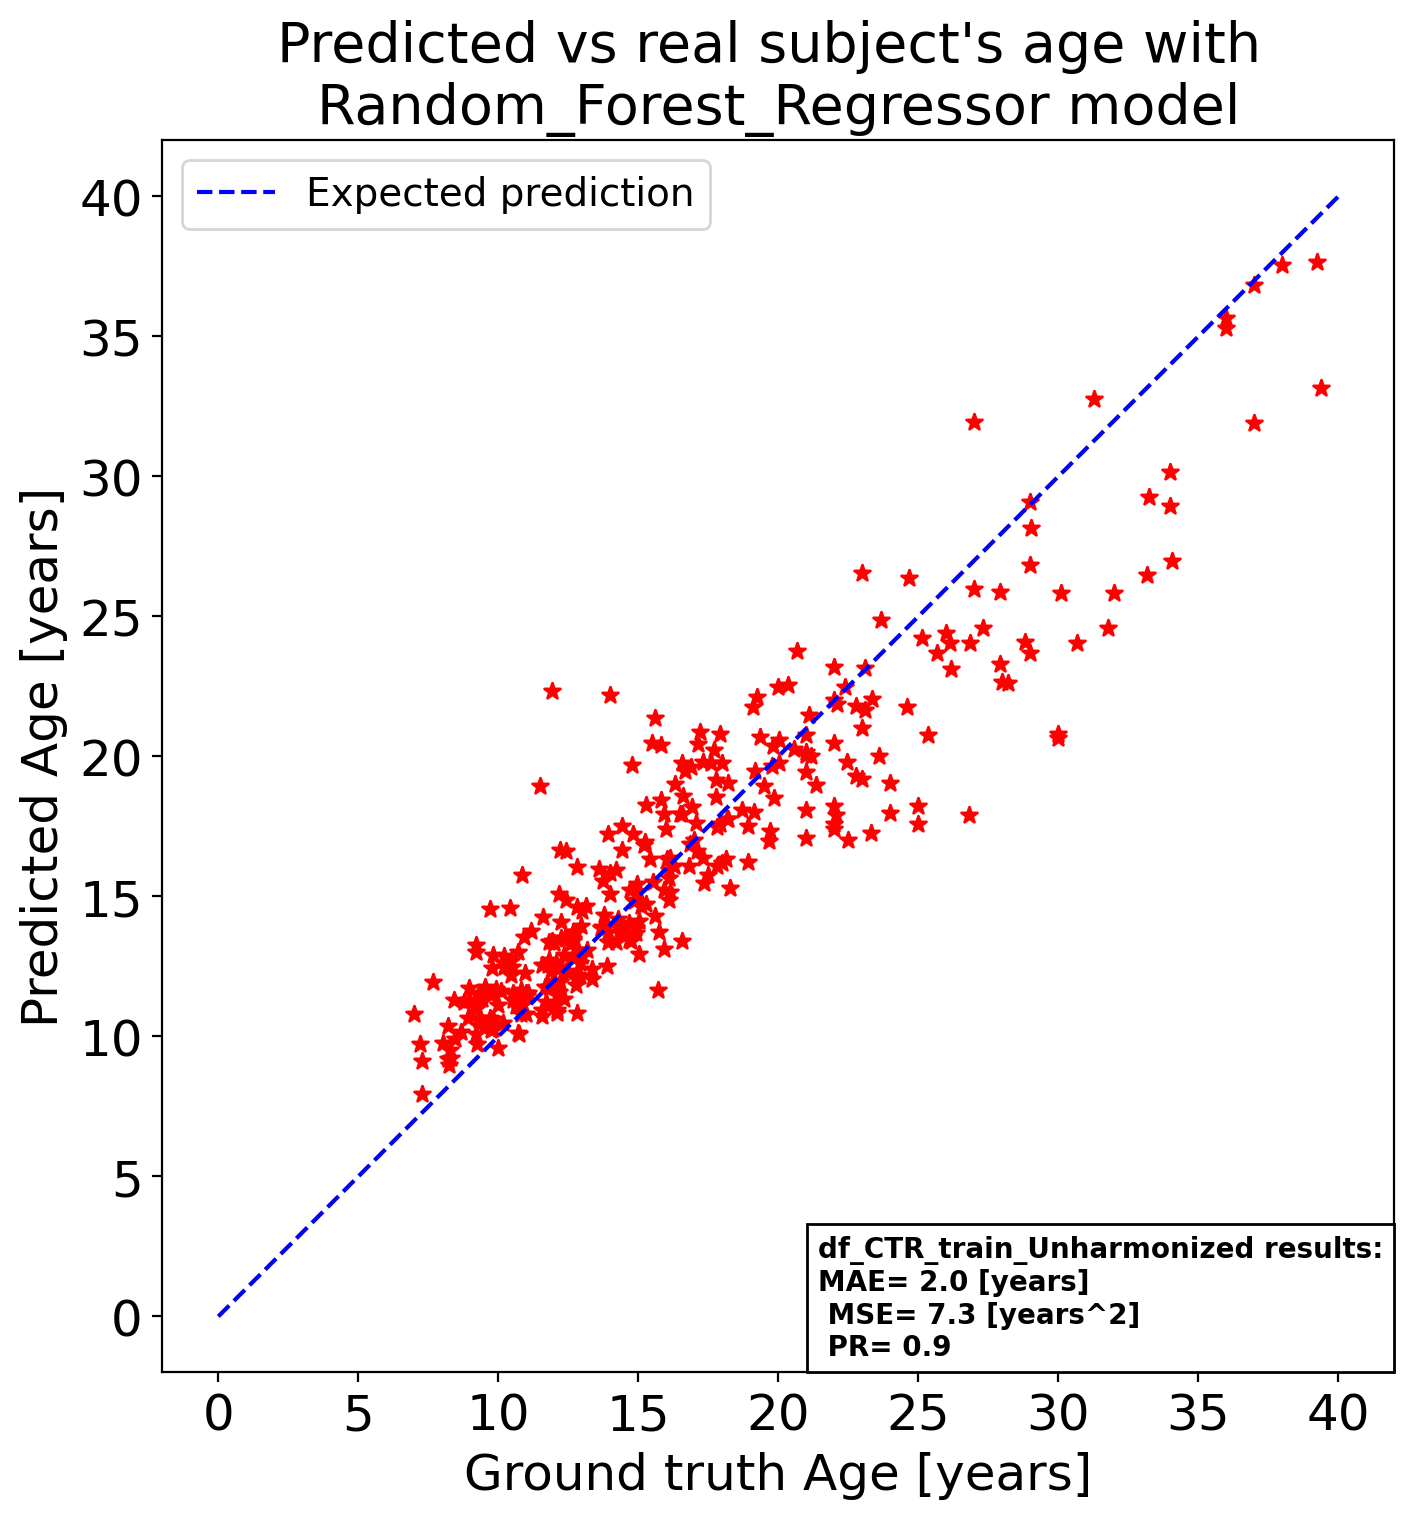 Predicted vs real subject's age with
Random_Forest_Regressor model
Expected prediction
40
35
30
25
20
15
10
5
0
Predicted Age [years]
df_CTR_train_Unharmonized results:
MAE= 2.0 [years]
MSE= 7.3 [years^2]
PR= 0.9
0 5 10 15 20 25 30 35 40
Ground truth Age [years]